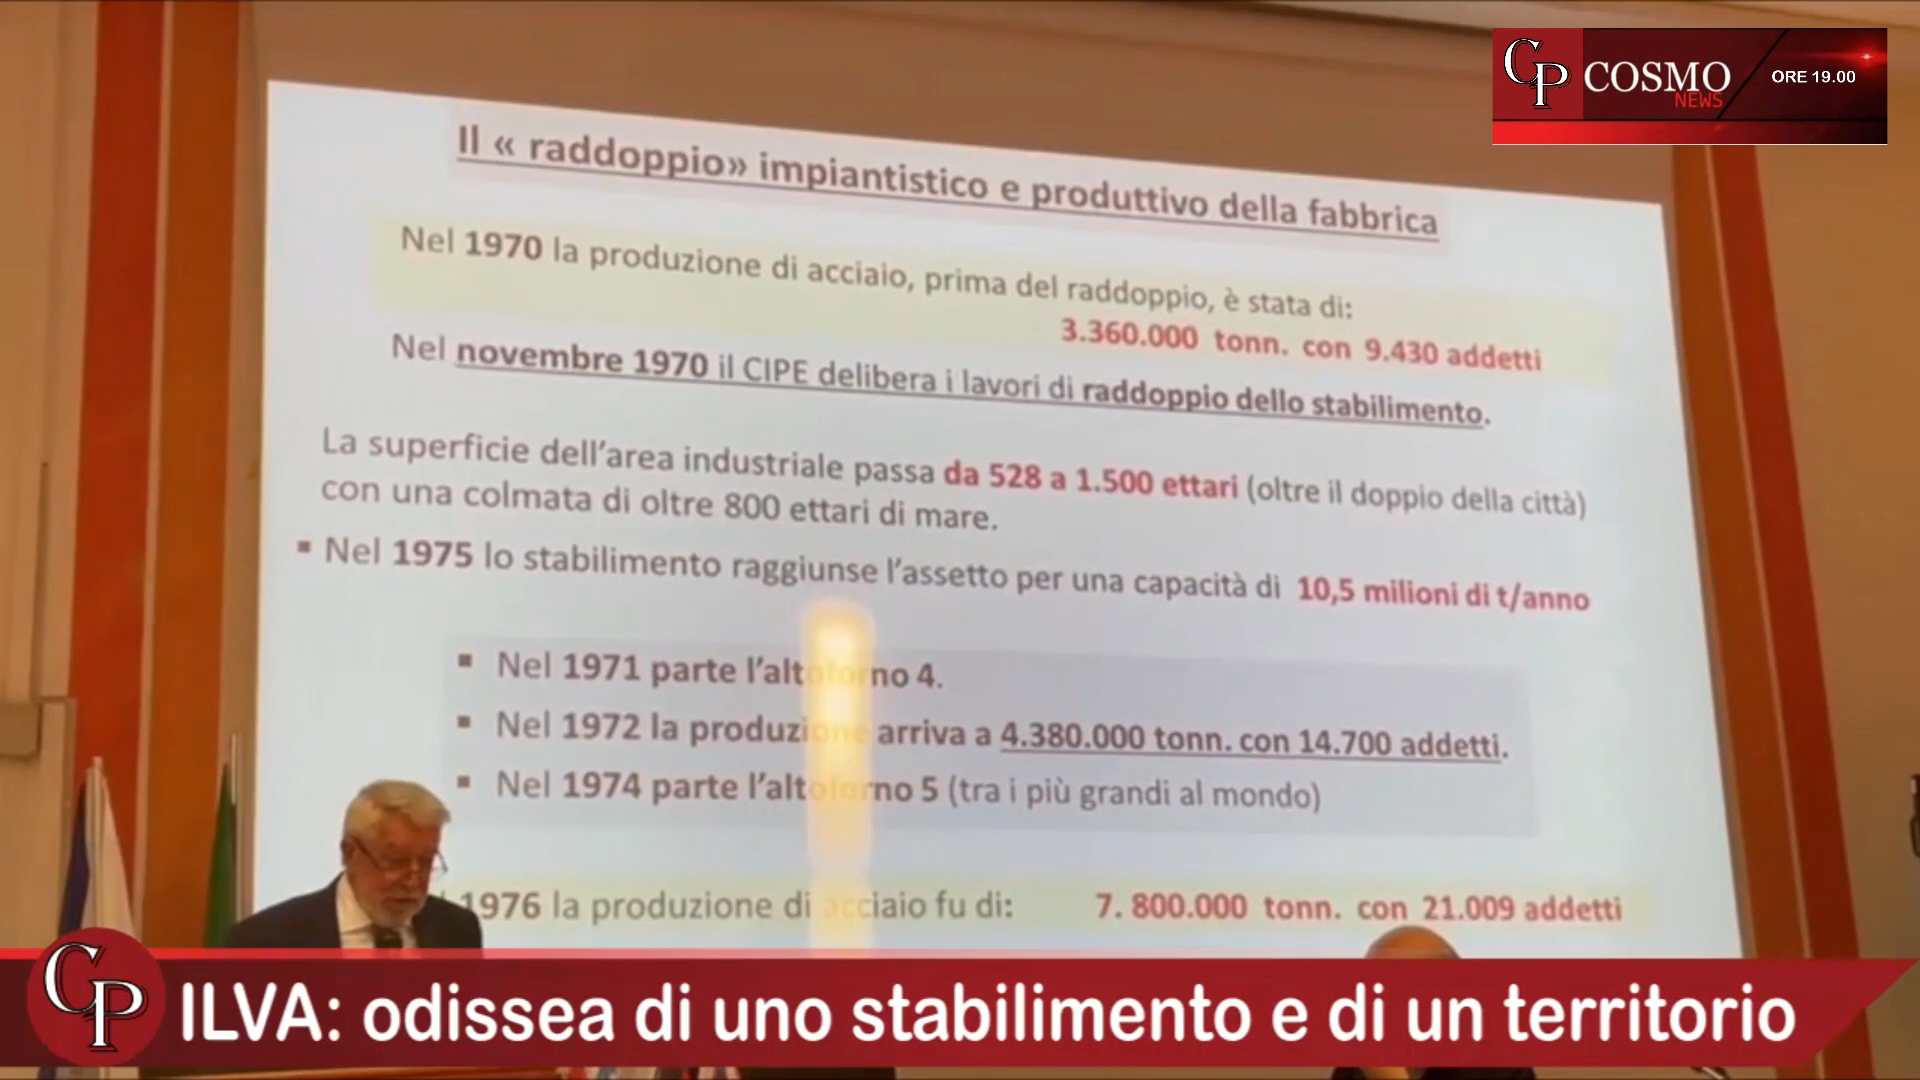 CP COSMO NEWS ORE 19.00
Il « raddoppio» impiantistico e produttivo della fabbrica
Nel 1970 la produzione di acciaio, prima del raddoppio, è stata di:
3.360.000 tonn. con 9.430 addetti
Nel novembre 1970 il CIPE delibera i lavori di raddoppio dello stabilimento.
La superficie dell'area industriale passa da 528 a 1.500 ettari (oltre il doppio della città)
con una colmata di oltre 800 ettari di mare.
▪ Nel 1975 lo stabilimento raggiunse l'assetto per una capacità di 10,5 milioni di t/anno
▪ Nel 1971 parte l'altoforno 4.
▪ Nel 1972 la produzione arriva a 4.380.000 tonn. con 14.700 addetti.
▪ Nel 1974 parte l'altoforno 5 (tra i più grandi al mondo)
1976 la produzione di acciaio fu di: 7. 800.000 tonn. con 21.009 addetti
CP ILVA: odissea di uno stabilimento e di un territorio